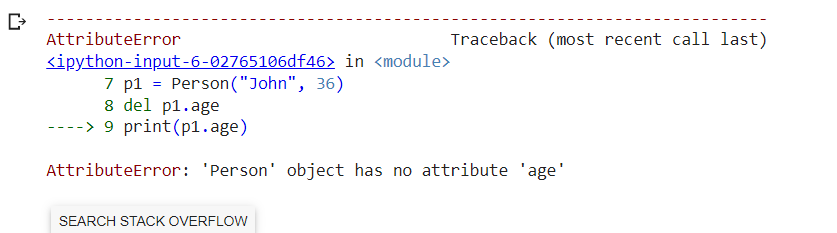 ---------------------------------------------------------------------------
AttributeError                            Traceback (most recent call last)
<ipython-input-6-02765106df46> in <module>
      7 p1 = Person("John", 36)
      8 del p1.age
----> 9 print(p1.age)
AttributeError: 'Person' object has no attribute 'age'
SEARCH STACK OVERFLOW